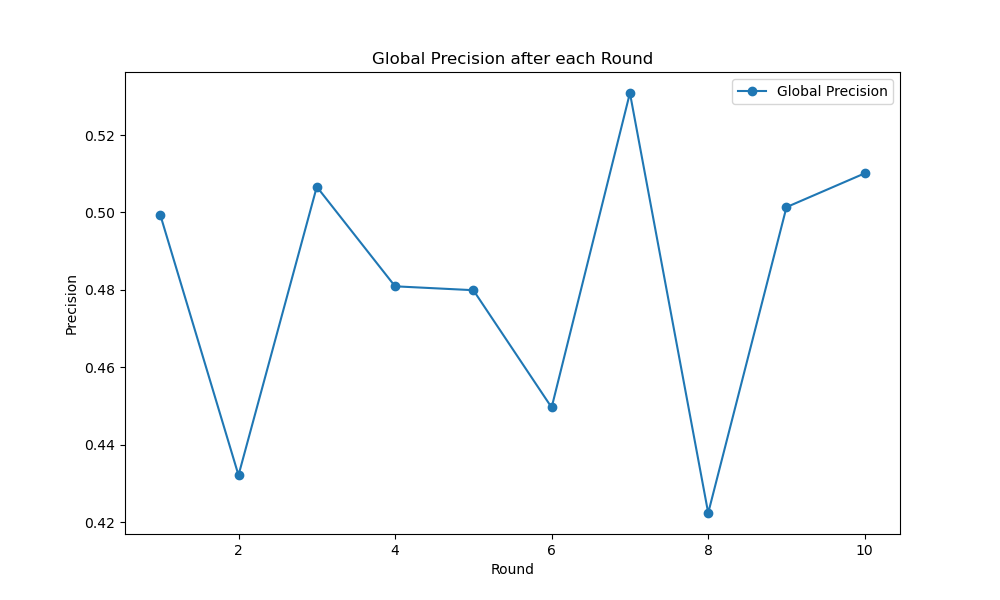 Global Precision after each Round
Global Precision
0.52
0.50
0.48
0.46
0.44
0.42
Precision
2 4 6 8 10
Round